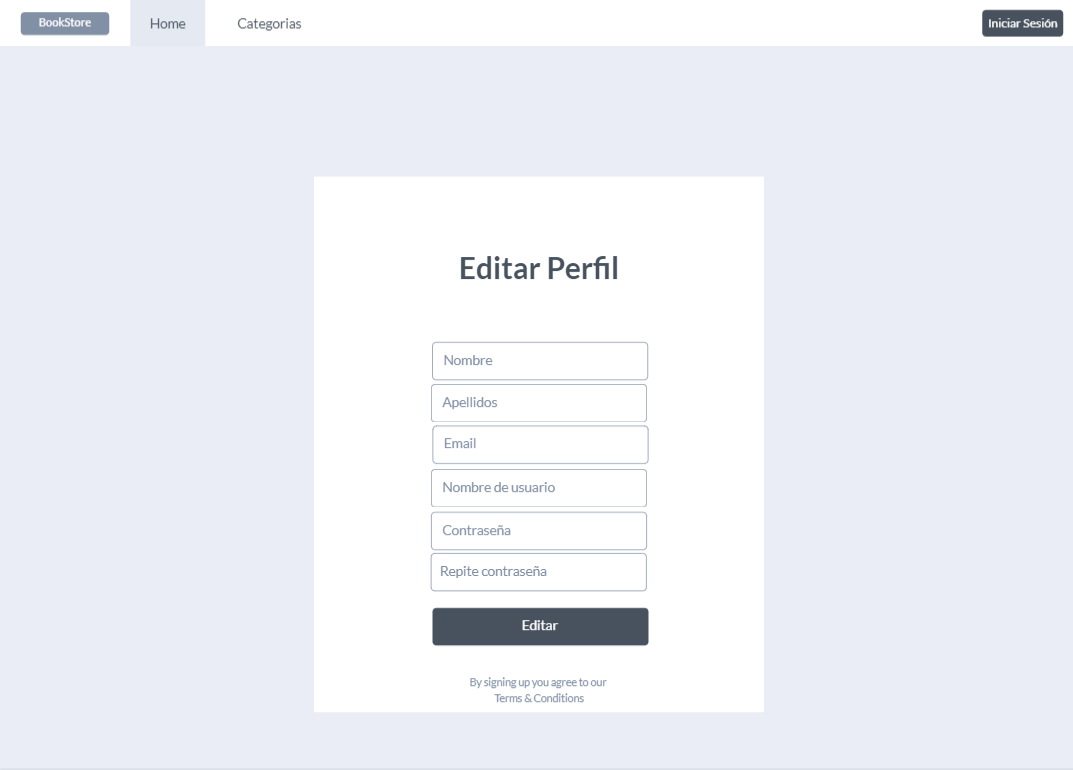 BookStore
Home
Categorias
Iniciar Sesión
Editar Perfil
Nombre
Apellidos
Email
Nombre de usuario
Contraseña
Repite contraseña
Editar
By signing up you agree to our
Terms & Conditions